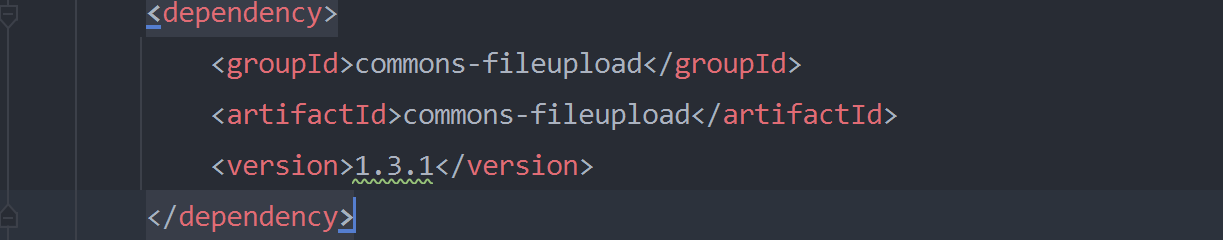 <dependency>
<groupId>commons-fileupload</groupId>
<artifactId>commons-fileupload</artifactId>
<version>1.3.1</version>
</dependency>